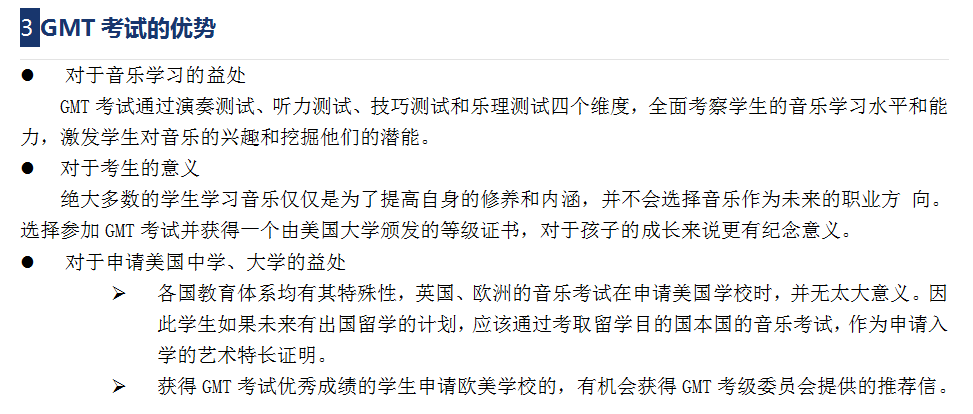 3 GMT 考试的优势
● 对于音乐学习的益处
GMT 考试通过演奏测试、听力测试、技巧测试和乐理测试四个维度，全面考察学生的音乐学习水平和能
力，激发学生对音乐的兴趣和挖掘他们的潜能。
● 对于考生的意义
绝大多数的学生学习音乐仅仅是为了提高自身的修养和内涵，并不会选择音乐作为未来的职业方 向。
选择参加 GMT 考试并获得一个由美国大学颁发的等级证书，对于孩子的成长来说更有纪念意义。
● 对于申请美国中学、大学的益处
➢ 各国教育体系均有其特殊性，英国、欧洲的音乐考试在申请美国学校时，并无太大意义。因
此学生如果未来有出国留学的计划，应该通过考取留学目的国本国的音乐考试，作为申请入
学的艺术特长证明。
➢ 获得 GMT 考试优秀成绩的学生申请欧美学校的，有机会获得 GMT 考级委员会提供的推荐信。